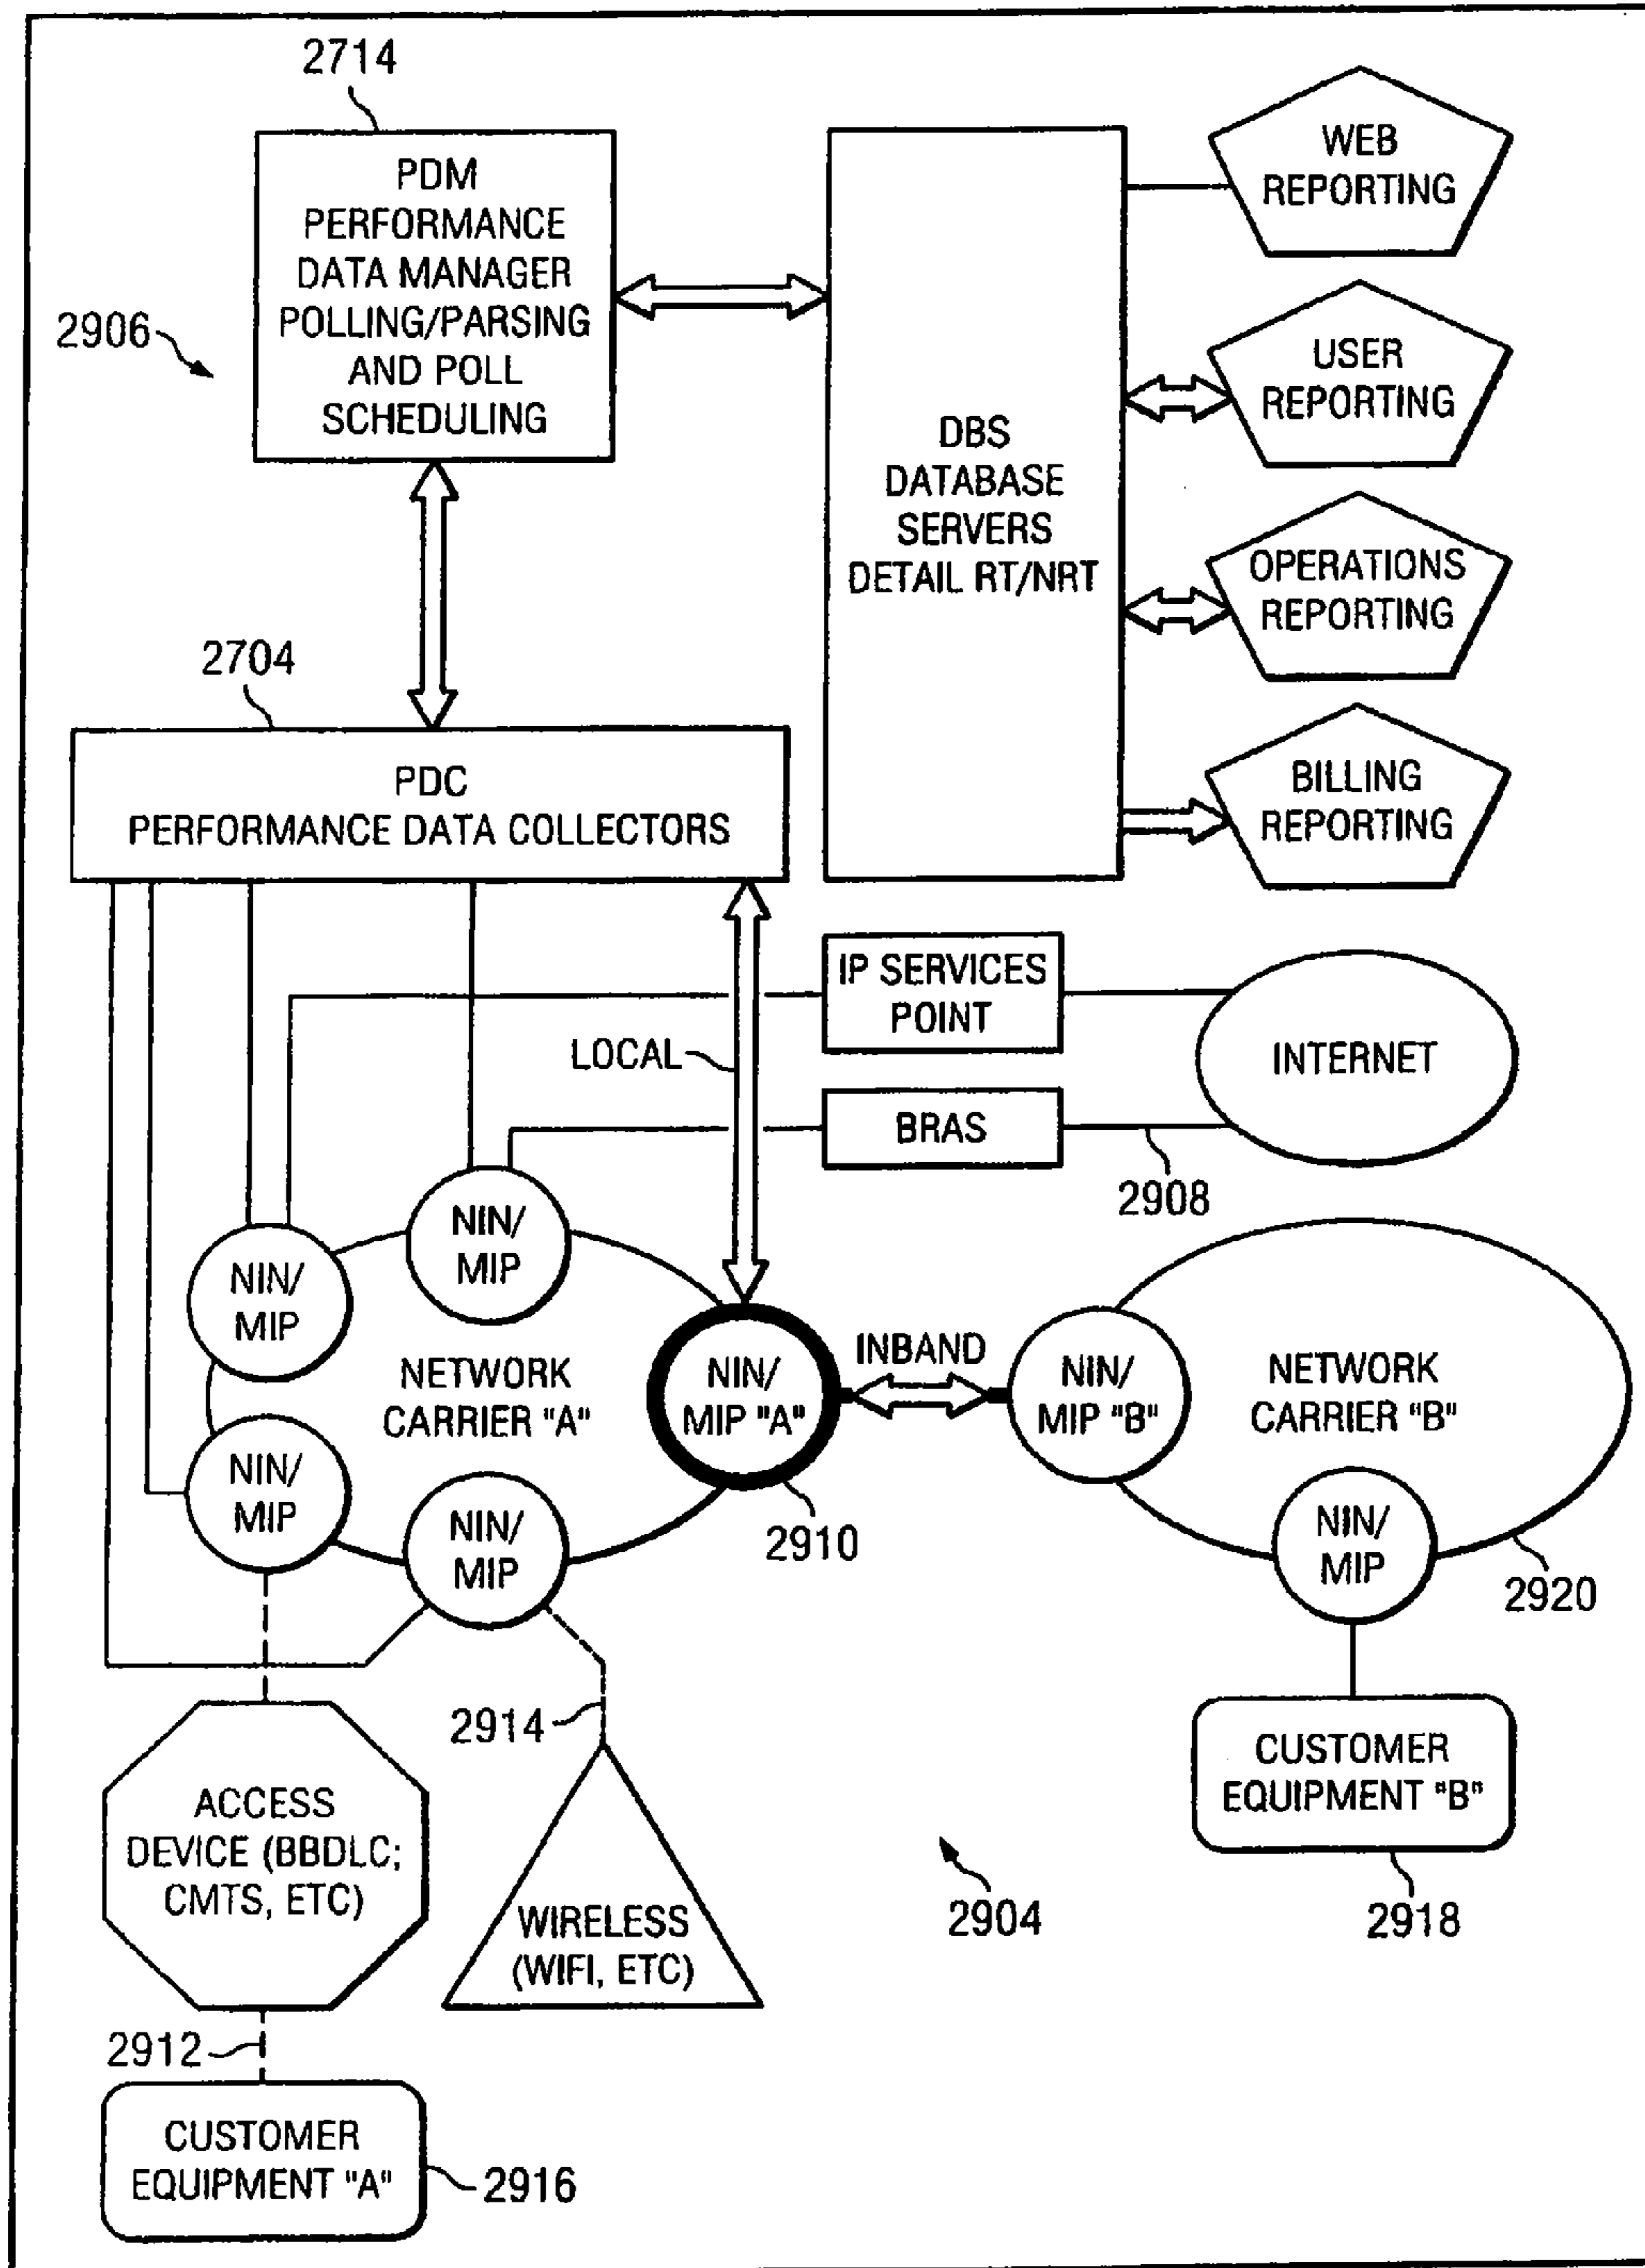 2714
PDM
PERFORMANCE
DATA MANAGER
POLLING/PARSING
AND POLL
SCHEDULING
2906
DBS
DATABASE
SERVERS
DETAIL RT/NRT
WEB
REPORTING
USER
REPORTING
OPERATIONS
REPORTING
BILLING
REPORTING
2704
PDC
PERFORMANCE DATA COLLECTORS
IP SERVICES
POINT
LOCAL
INTERNET
BRAS
2908
NIN/
MIP
NIN/
MIP
NETWORK
CARRIER "A"
NIN/
MIP "A"
INBAND
NIN/
MIP "B"
NETWORK
CARRIER "B"
NIN/
MIP
NIN/
MIP
2910
NIN/
MIP
2920
2914
ACCESS
DEVICE (BBDLC;
CMTS, ETC)
WIRELESS
(WIFI, ETC)
2904
CUSTOMER
EQUIPMENT "B"
2918
2912
CUSTOMER
EQUIPMENT "A"
2916